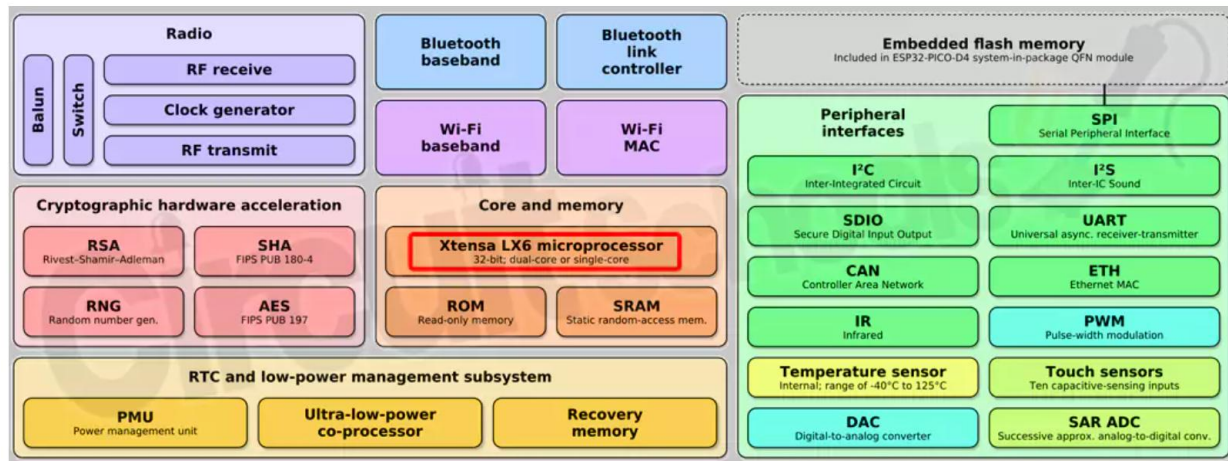 Radio
Balun
Switch
RF receive
Clock generator
RF transmit
Bluetooth
baseband
Bluetooth
link
controller
Wi-Fi
baseband
Wi-Fi
MAC
Embedded flash memory
Included in ESP32-PICO-D4 system-in-package QFN module
Cryptographic hardware acceleration
RSA
Rivest–Shamir–Adleman
SHA
FIPS PUB 180-4
RNG
Random number gen.
AES
FIPS PUB 197
Core and memory
Xtensa LX6 microprocessor
32-bit; dual-core or single-core
ROM
Read-only memory
SRAM
Static random-access mem.
RTC and low-power management subsystem
PMU
Power management unit
Ultra-low-power
co-processor
Recovery
memory
Peripheral
interfaces
SPI
Serial Peripheral Interface
I²C
Inter-Integrated Circuit
I²S
Inter-IC Sound
SDIO
Secure Digital Input Output
UART
Universal async. receiver-transmitter
CAN
Controller Area Network
ETH
Ethernet MAC
IR
Infrared
PWM
Pulse-width modulation
Temperature sensor
Internal; range of -40°C to 125°C
Touch sensors
Ten capacitive-sensing inputs
DAC
Digital-to-analog converter
SAR ADC
Successive approx. analog-to-digital conv.